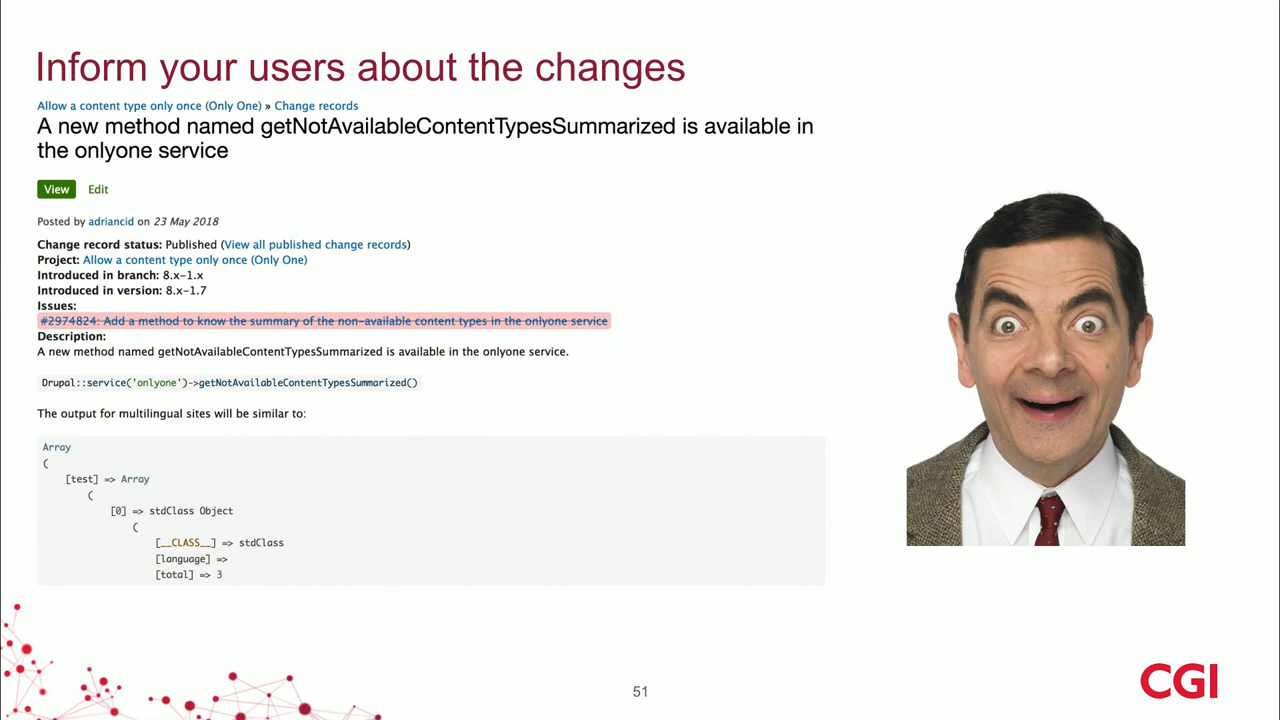 Inform your users about the changes
Allow a content type only once (Only One) » Change records
A new method named getNotAvailableContentTypesSummarized is available in
the onlyone service
View Edit
Posted by adriancid on 23 May 2018
Change record status: Published (View all published change records)
Project: Allow a content type only once (Only One)
Introduced in branch: 8.x-1.x
Introduced in version: 8.x-1.7
Issues:
#2974824: Add a method to know the summary of the non-available content types in the onlyone service
Description:
A new method named getNotAvailableContentTypesSummarized is available in the onlyone service.
Drupal::service('onlyone')->getNotAvailableContentTypesSummarized()
The output for multilingual sites will be similar to:
Array
(
[test] => Array
(
[0] => stdClass Object
(
[__CLASS__] => stdClass
[language] =>
[total] => 3
51
CGI